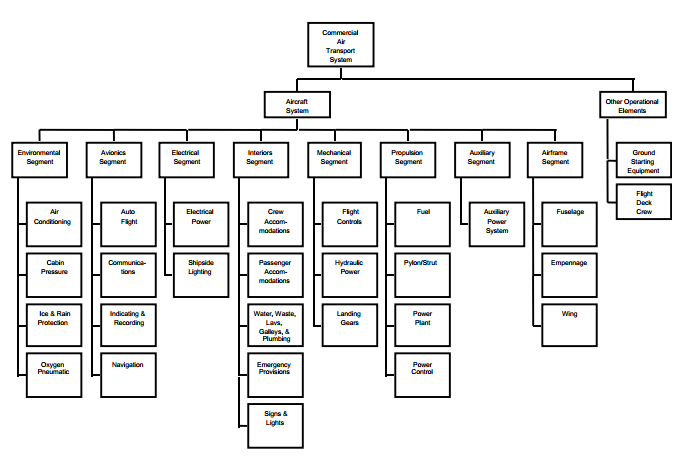 Commercial
Air
Transport
System
Aircraft
System
Other Operational
Elements
Environmental
Segment
Avionics
Segment
Electrical
Segment
Interiors
Segment
Mechanical
Segment
Propulsion
Segment
Auxiliary
Segment
Airframe
Segment
Ground
Starting
Equipment
Flight
Deck
Crew
Air
Conditioning
Cabin
Pressure
Ice & Rain
Protection
Oxygen
Pneumatic
Auto
Flight
Communica-
tions
Indicating &
Recording
Navigation
Electrical
Power
Shipside
Lighting
Crew
Accom-
modations
Passenger
Accom-
modations
Water, Waste,
Lavs,
Galleys, &
Plumbing
Emergency
Provisions
Signs &
Lights
Flight
Controls
Hydraulic
Power
Landing
Gears
Fuel
Pylon/Strut
Power
Plant
Power
Control
Auxiliary
Power
System
Fuselage
Empennage
Wing